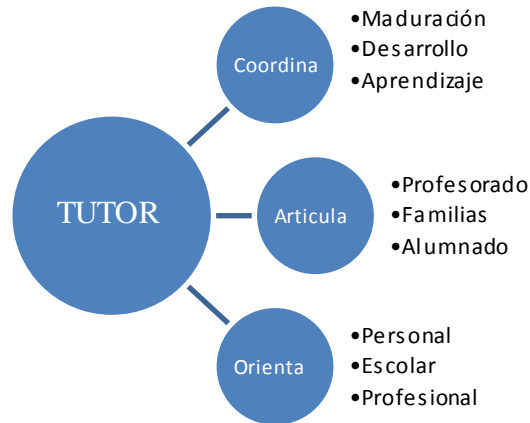 TUTOR
Coordina
•Maduración
•Desarrollo
•Aprendizaje
Articula
•Profesorado
•Familias
•Alumnado
Orienta
•Personal
•Escolar
•Profesional